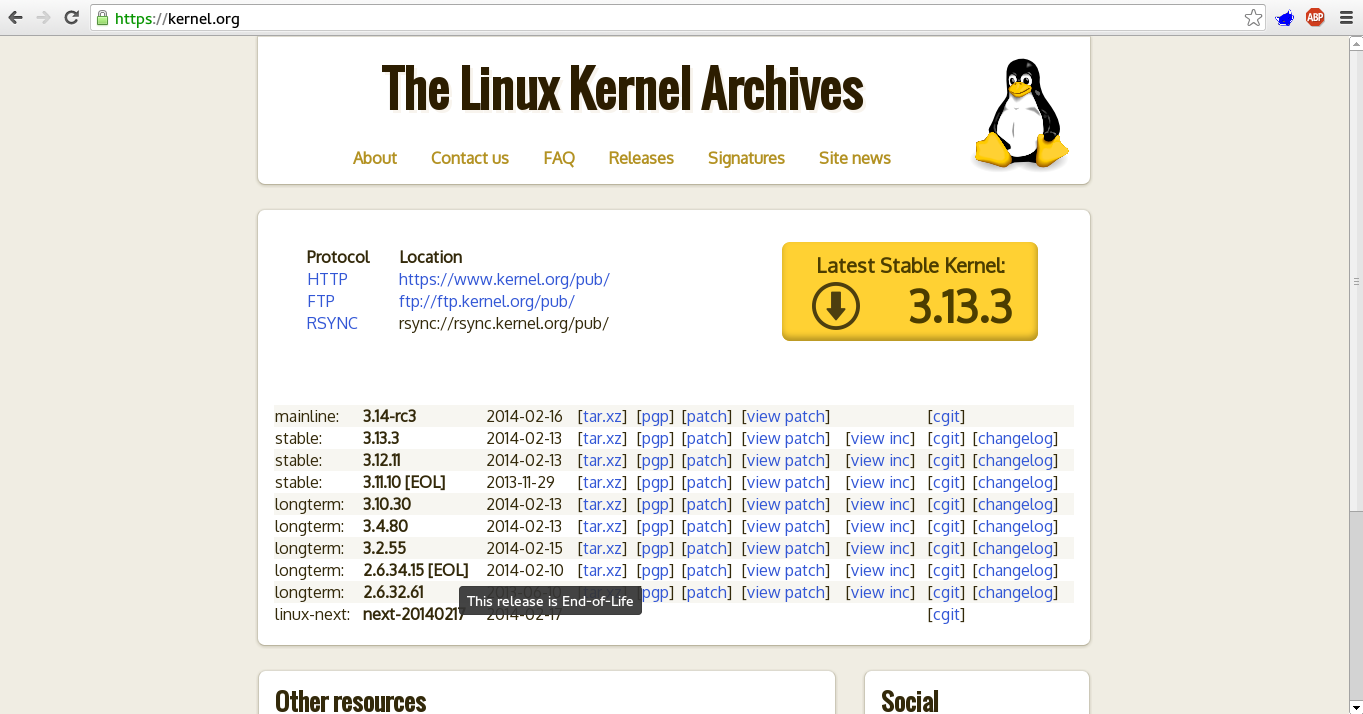 https://kernel.org
ABP
The Linux Kernel Archives
About Contact us FAQ Releases Signatures Site news
Protocol Location
HTTP https://www.kernel.org/pub/
FTP ftp://ftp.kernel.org/pub/
RSYNC rsync://rsync.kernel.org/pub/
Latest Stable Kernel:
3.13.3
mainline: 3.14-rc3 2014-02-16 [tar.xz] [pgp] [patch] [view patch] [cgit]
stable: 3.13.3 2014-02-13 [tar.xz] [pgp] [patch] [view patch] [view inc] [cgit] [changelog]
stable: 3.12.11 2014-02-13 [tar.xz] [pgp] [patch] [view patch] [view inc] [cgit] [changelog]
stable: 3.11.10 [EOL] 2013-11-29 [tar.xz] [pgp] [patch] [view patch] [view inc] [cgit] [changelog]
longterm: 3.10.30 2014-02-13 [tar.xz] [pgp] [patch] [view patch] [view inc] [cgit] [changelog]
longterm: 3.4.80 2014-02-13 [tar.xz] [pgp] [patch] [view patch] [view inc] [cgit] [changelog]
longterm: 3.2.55 2014-02-15 [tar.xz] [pgp] [patch] [view patch] [view inc] [cgit] [changelog]
longterm: 2.6.34.15 [EOL] 2014-02-10 [tar.xz] [pgp] [patch] [view patch] [view inc] [cgit] [changelog]
longterm: 2.6.32.61 2013-06-10 [tar.xz] [pgp] [patch] [view patch] [view inc] [cgit] [changelog]
This release is End-of-Life
linux-next: next-20140217 2014-02-17 [cgit]
Other resources
Social